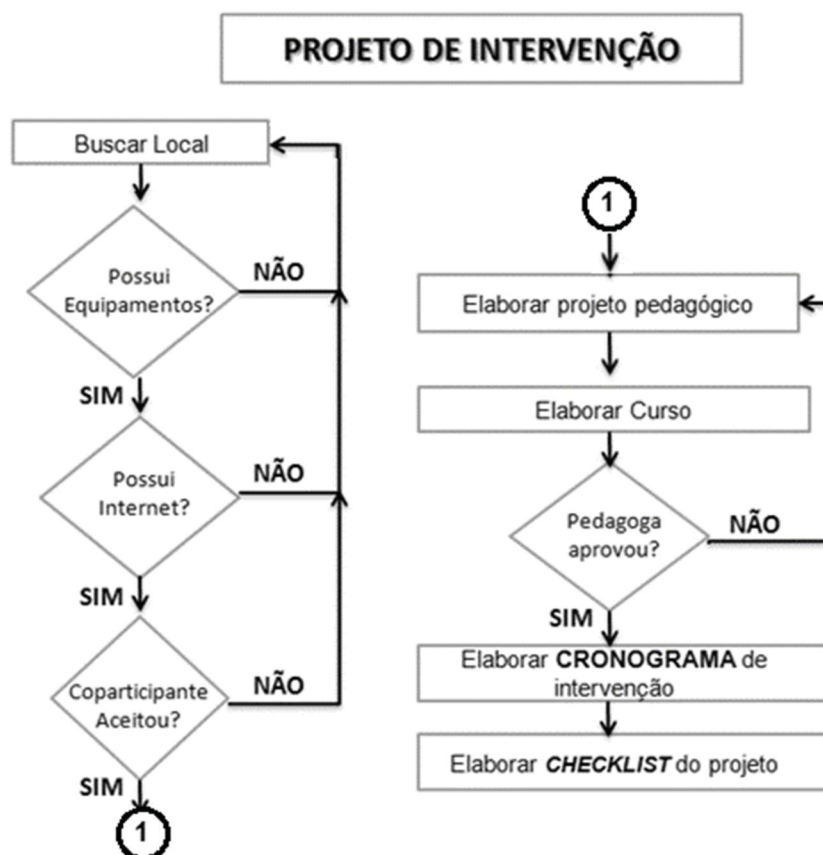 PROJETO DE INTERVENÇÃO
Buscar Local
Possui
Equipamentos?
NÃO
SIM
Possui
Internet?
NÃO
SIM
Coparticipante
Aceitou?
NÃO
SIM
1
1
Elaborar projeto pedagógico
Elaborar Curso
Pedagoga
aprovou?
NÃO
SIM
Elaborar CRONOGRAMA de
intervenção
Elaborar CHECKLIST do projeto